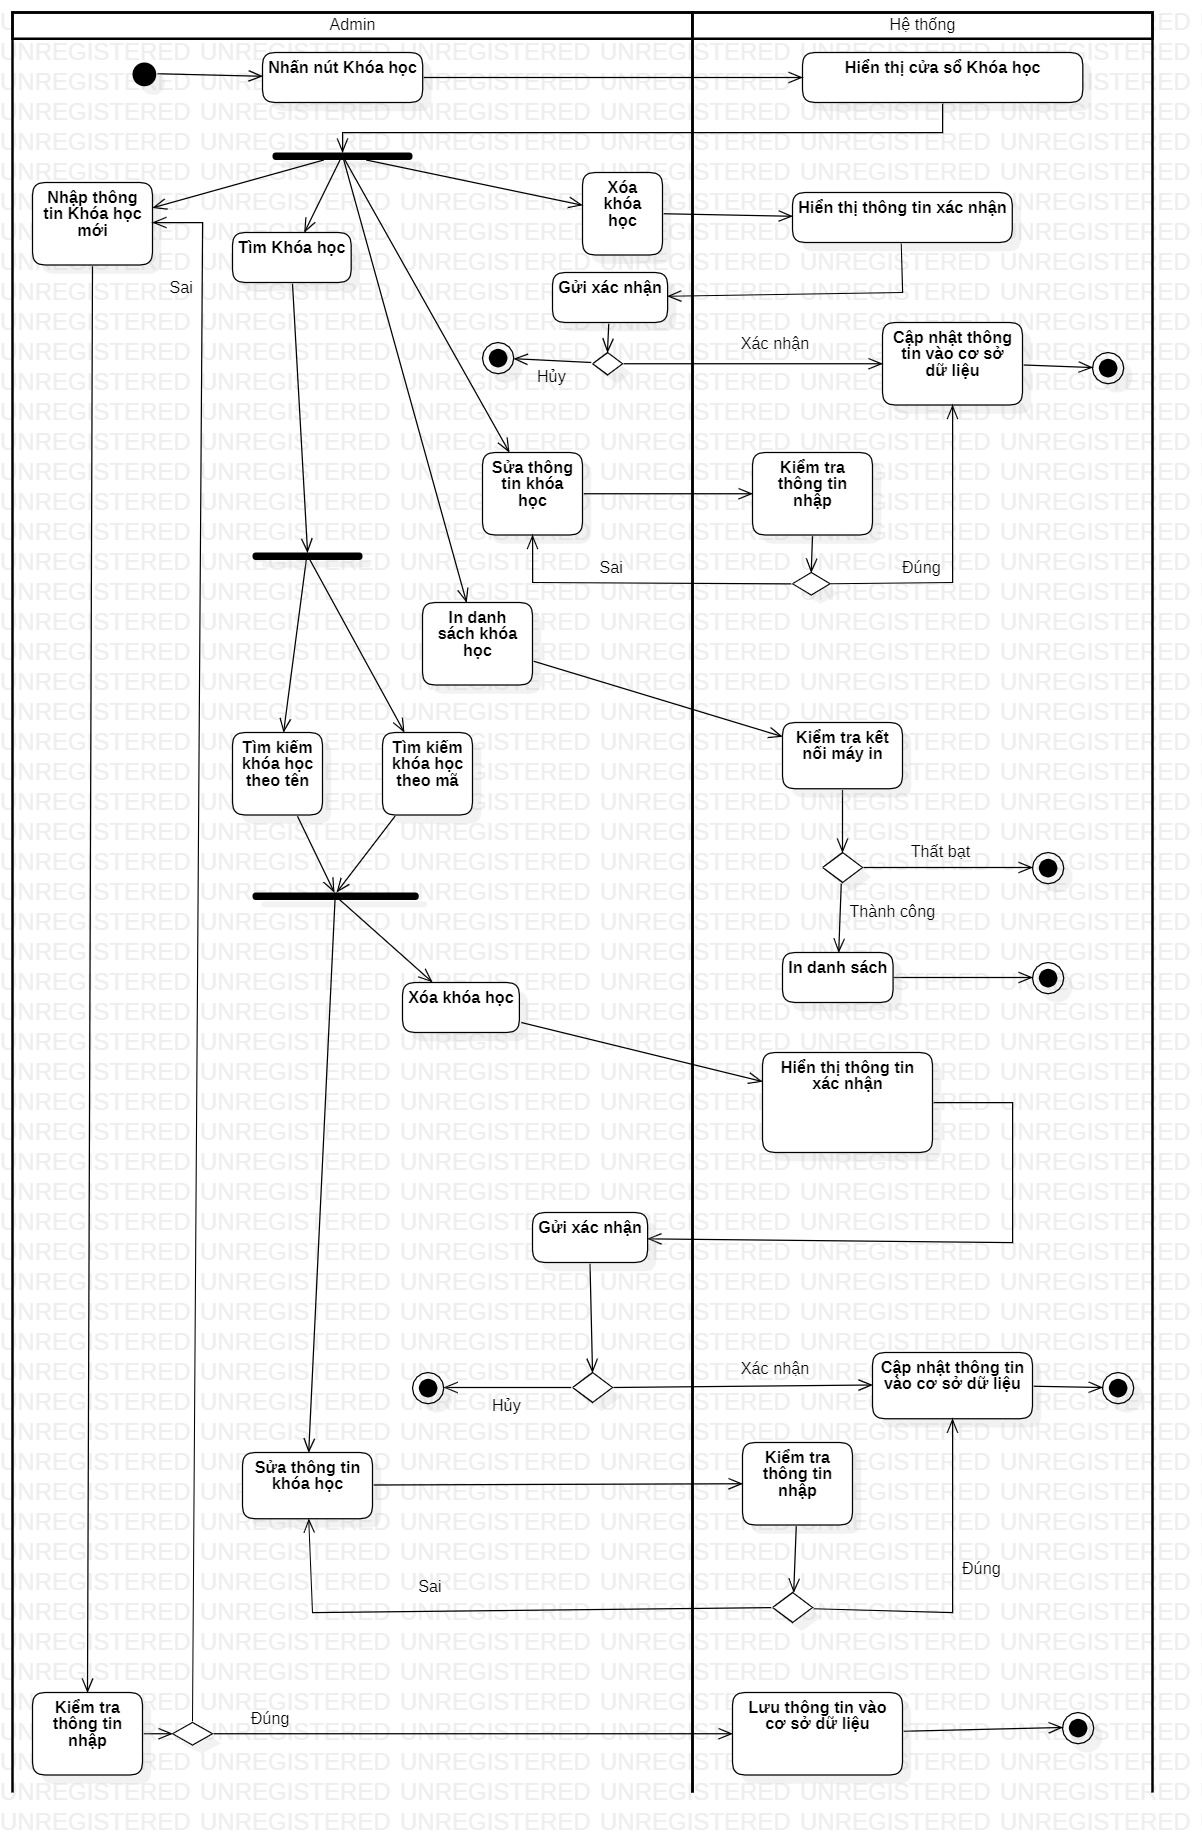 Admin
Hệ thống
Nhấn nút Khóa học
Hiển thị cửa sổ Khóa học
Nhập thông
tin Khóa học
mới
Tìm Khóa học
Xóa
khóa
học
Hiển thị thông tin xác nhận
Sai
Gửi xác nhận
Hủy
Xác nhận
Cập nhật thông
tin vào cơ sở
dữ liệu
Sửa thông
tin khóa
học
Kiểm tra
thông tin
nhập
Sai
Đúng
In danh
sách khóa
học
Tìm kiếm
khóa học
theo tên
Tìm kiếm
khóa học
theo mã
Kiểm tra kết
nối máy in
Thất bạt
Thành công
In danh sách
Xóa khóa học
Hiển thị thông tin
xác nhận
Gửi xác nhận
Hủy
Xác nhận
Cập nhật thông tin
vào cơ sở dữ liệu
Sửa thông tin
khóa học
Kiểm tra
thông tin
nhập
Sai
Đúng
Kiểm tra
thông tin
nhập
Đúng
Lưu thông tin vào
cơ sở dữ liệu
UNREGISTERED